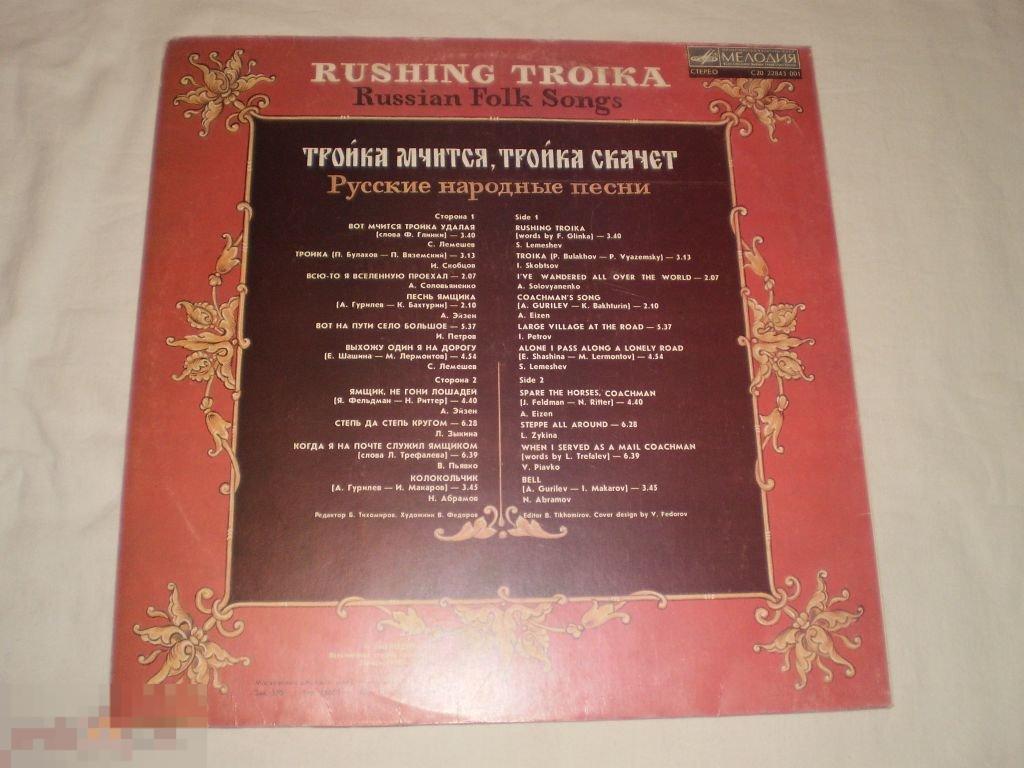 RUSHING TROIKA
Russian Folk Songs
МЕЛОДИЯ
СТЕРЕО
С20 22845 001
ТРОЙКА МЧИТСЯ, ТРОЙКА СКАЧЕТ
Русские народные песни
Сторона 1
ВОТ МЧИТСЯ ТРОЙКА УДАЛАЯ
(слова Ф. Глинки) — 3.40
С. Лемешев
ТРОЙКА (П. Булахов — П. Вяземский) — 3.13
И. Скобцов
ВСЮ-ТО Я ВСЕЛЕННУЮ ПРОЕХАЛ — 2.07
А. Соловьяненко
ПЕСНЬ ЯМЩИКА
(А. Гурилев — К. Бахтурин) — 2.10
А. Эйзен
ВОТ НА ПУТИ СЕЛО БОЛЬШОЕ — 5.37
И. Петров
ВЫХОЖУ ОДИН Я НА ДОРОГУ
(Е. Шашина — М. Лермонтов) — 4.54
С. Лемешев
Сторона 2
ЯМЩИК, НЕ ГОНИ ЛОШАДЕЙ
(Я. Фельдман — Н. Риттер) — 4.40
А. Эйзен
СТЕПЬ ДА СТЕПЬ КРУГОМ — 6.28
Л. Зыкина
КОГДА Я НА ПОЧТЕ СЛУЖИЛ ЯМЩИКОМ
(слова Л. Трефалева) — 6.39
В. Пьявко
КОЛОКОЛЬЧИК
(А. Гурилев — И. Макаров) — 3.45
Н. Абрамов
Редактор Б. Тихомиров. Художник В. Федоров
Side 1
RUSHING TROIKA
(words by F. Glinka) — 3.40
S. Lemeshev
TROIKA (P. Bulakhov — P. Vyazemsky) — 3.13
I. Skobtsov
I'VE WANDERED ALL OVER THE WORLD — 2.07
A. Solovyanenko
COACHMAN'S SONG
(A. GURILEV — K. Bakhturin) — 2.10
A. Eizen
LARGE VILLAGE AT THE ROAD — 5.37
I. Petrov
ALONE I PASS ALONG A LONELY ROAD
(E. Shashina — M. Lermontov) — 4.54
S. Lemeshev
Side 2
SPARE THE HORSES, COACHMAN
(J. Feldman — N. Ritter) — 4.40
A. Eizen
STEPPE ALL AROUND — 6.28
L. Zykina
WHEN I SERVED AS A MAIL COACHMAN
(words by L. Trefalev) — 6.39
V. Piavko
BELL
(A. Gurilev — I. Makarov) — 3.45
N. Abramov
Editor B. Tikhomirov. Cover design by V. Fedorov